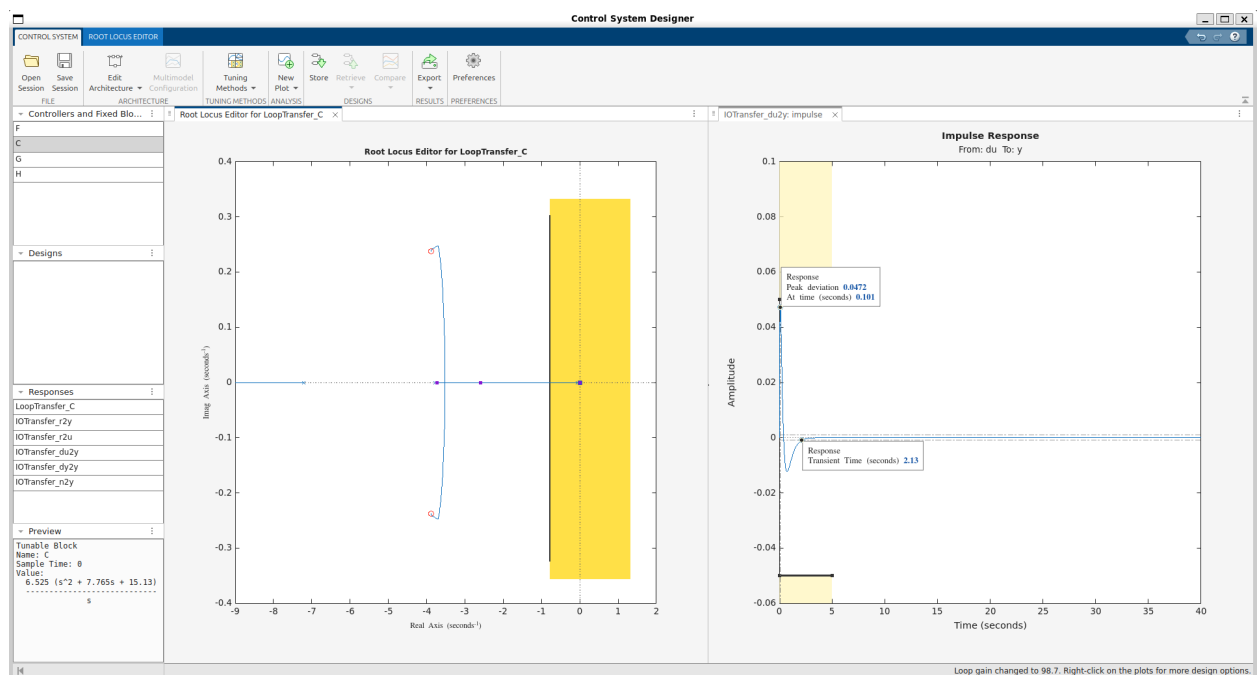 Control System Designer
CONTROL SYSTEM
ROOT LOCUS EDITOR
?
Open Session
Save Session
Edit Architecture
Multimodel Configuration
Tuning Methods
New Plot
Store
Retrieve
Compare
Export
Preferences
FILE
ARCHITECTURE
TUNING METHODS
ANALYSIS
DESIGNS
RESULTS
PREFERENCES
Controllers and Fixed Blo...
F
C
G
H
Designs
Responses
LoopTransfer_C
IOTransfer_r2y
IOTransfer_r2u
IOTransfer_du2y
IOTransfer_dy2y
IOTransfer_n2y
Preview
Tunable Block
Name: C
Sample Time: 0
Value:
6.525 (s^2 + 7.765s + 15.13)
----------------------------
s
Root Locus Editor for LoopTransfer_C
Root Locus Editor for LoopTransfer_C
0.4
0.3
0.2
0.1
0
-0.1
-0.2
-0.3
-0.4
Imag Axis (seconds⁻¹)
-9 -8 -7 -6 -5 -4 -3 -2 -1 0 1 2
Real Axis (seconds⁻¹)
IOTransfer_du2y: impulse
Impulse Response
From: du To: y
0.1
0.08
0.06
0.04
0.02
0
-0.02
-0.04
-0.06
Amplitude
Response
Peak deviation 0.0472
At time (seconds) 0.101
Response
Transient Time (seconds) 2.13
0 5 10 15 20 25 30 35 40
Time (seconds)
Loop gain changed to 98.7. Right-click on the plots for more design options.